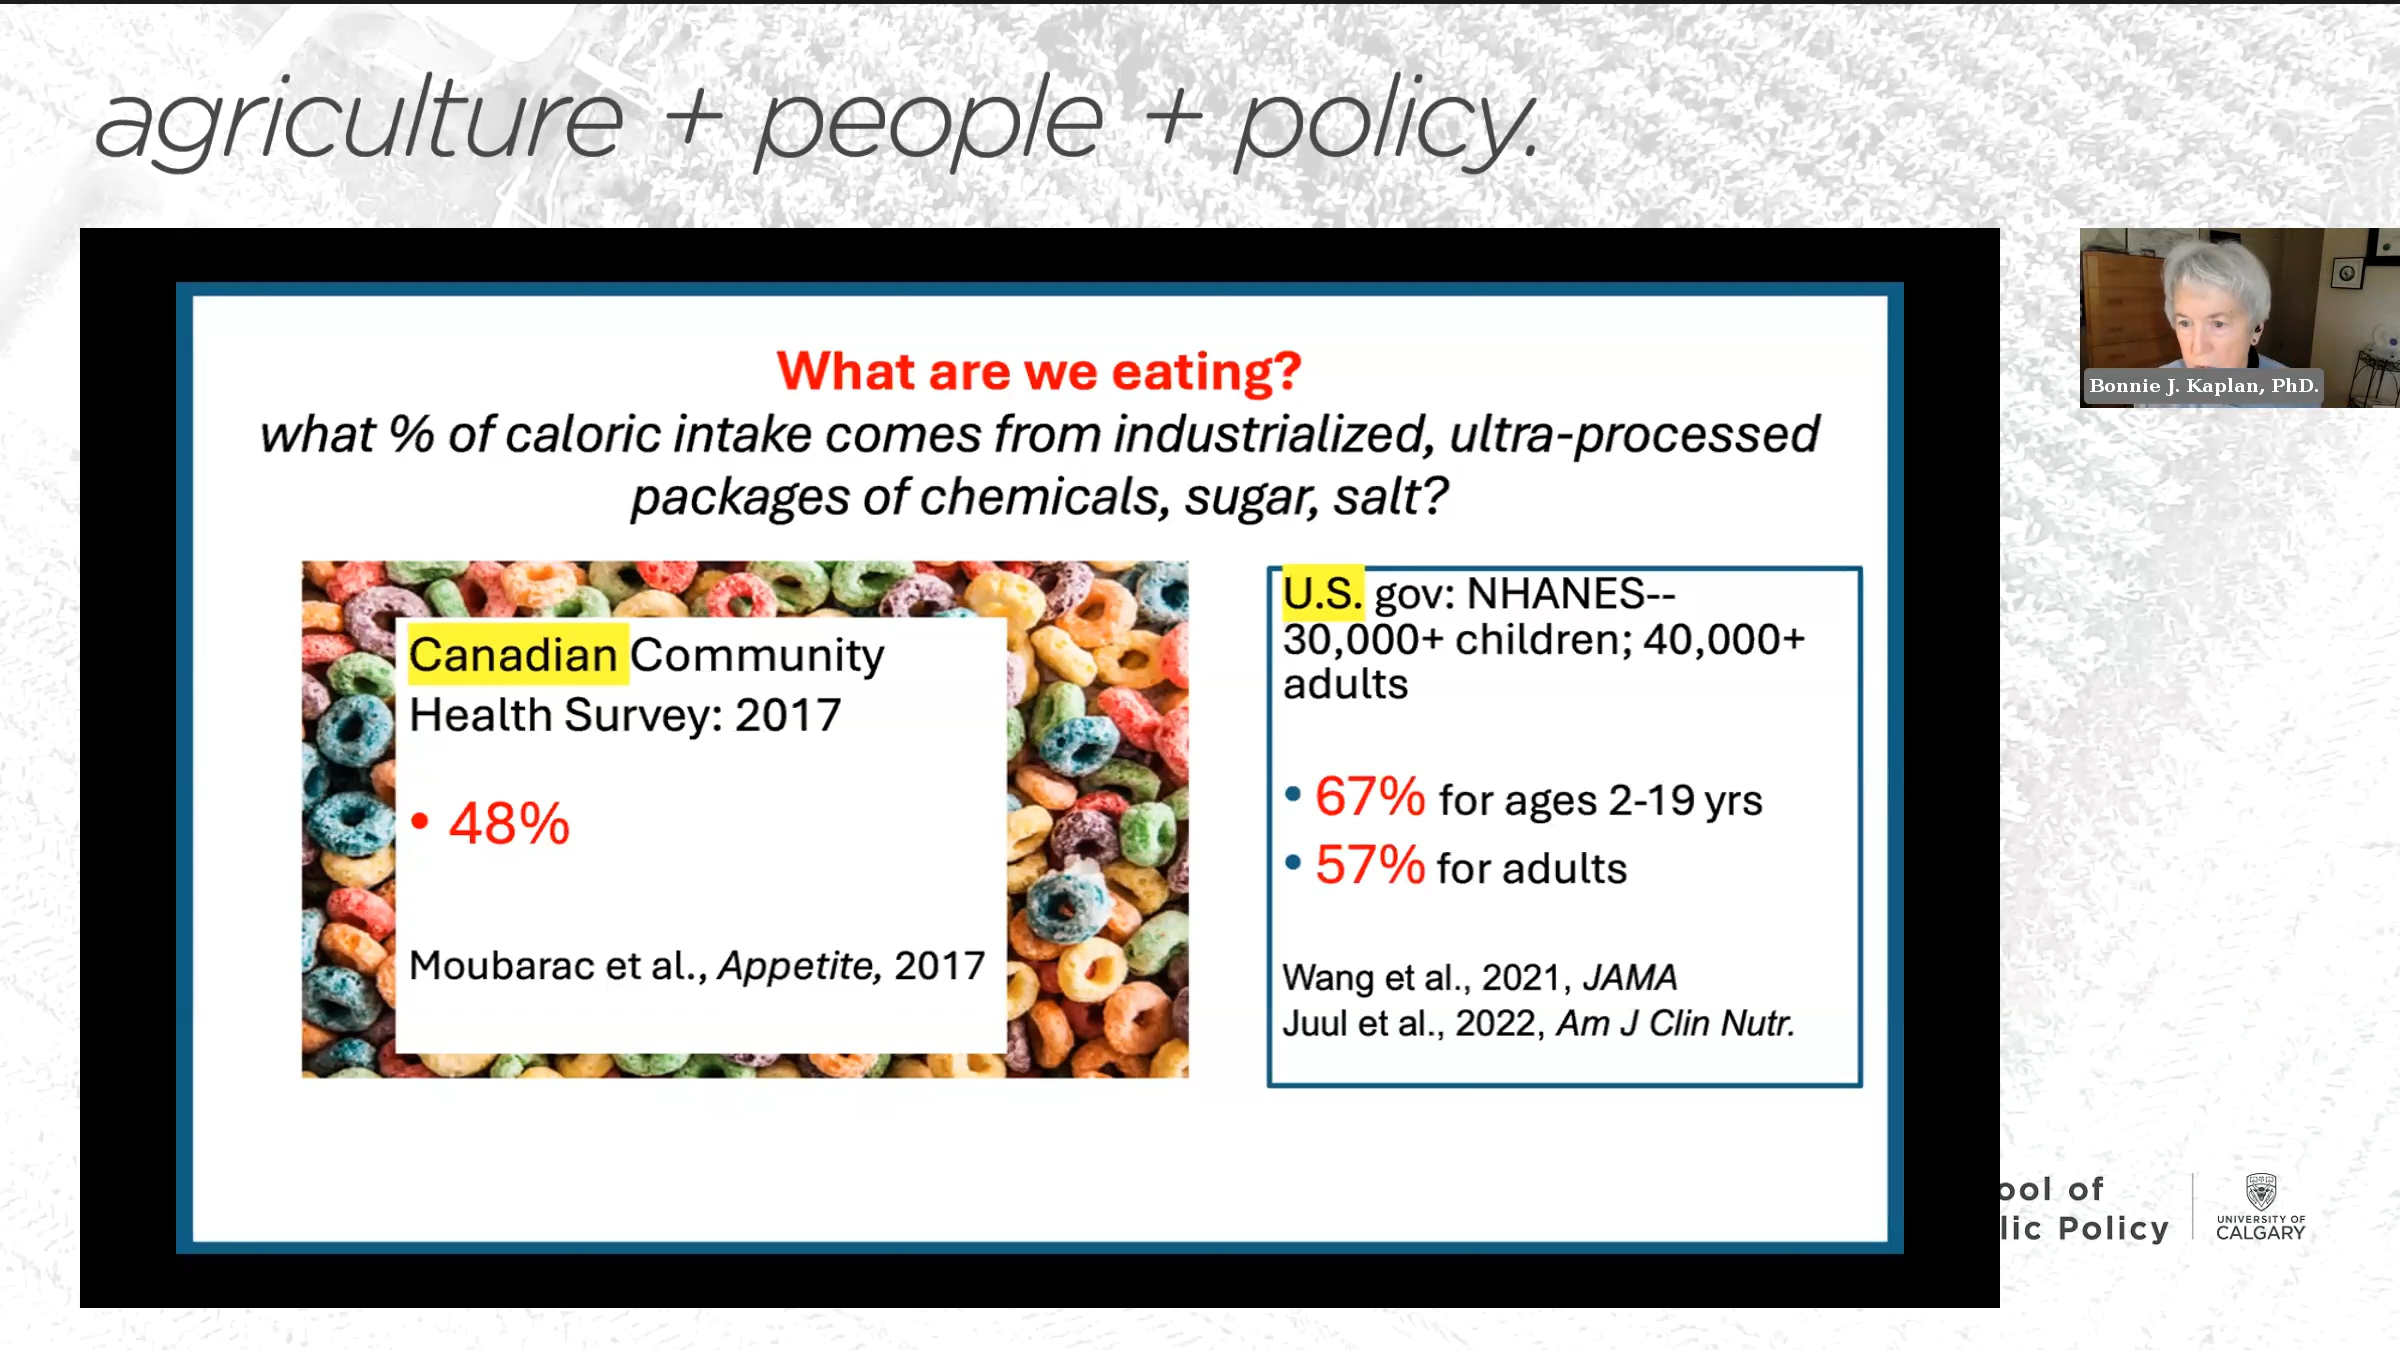 agriculture + people + policy.
What are we eating?
what % of caloric intake comes from industrialized, ultra-processed
packages of chemicals, sugar, salt?
Canadian Community
Health Survey: 2017
• 48%
Moubarac et al., Appetite, 2017
U.S. gov: NHANES--
30,000+ children; 40,000+
adults
• 67% for ages 2-19 yrs
• 57% for adults
Wang et al., 2021, JAMA
Juul et al., 2022, Am J Clin Nutr.
Bonnie J. Kaplan, PhD.
ool of
lic Policy
UNIVERSITY OF
CALGARY